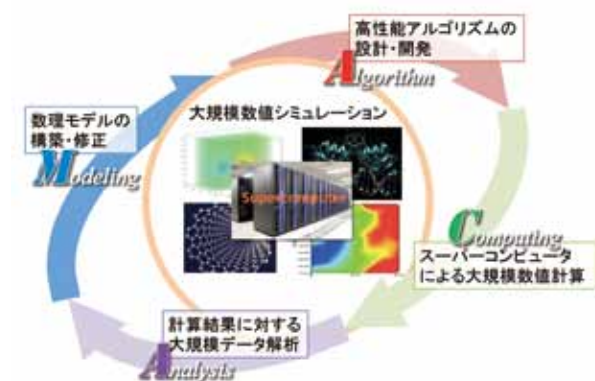 高性能アルゴリズムの
設計・開発
Algorithm
大規模数値シミュレーション
数理モデルの
構築・修正
Modeling
Supercomputer
Computing
スーパーコンピュータ
による大規模数値計算
計算結果に対する
大規模データ解析
Analysis